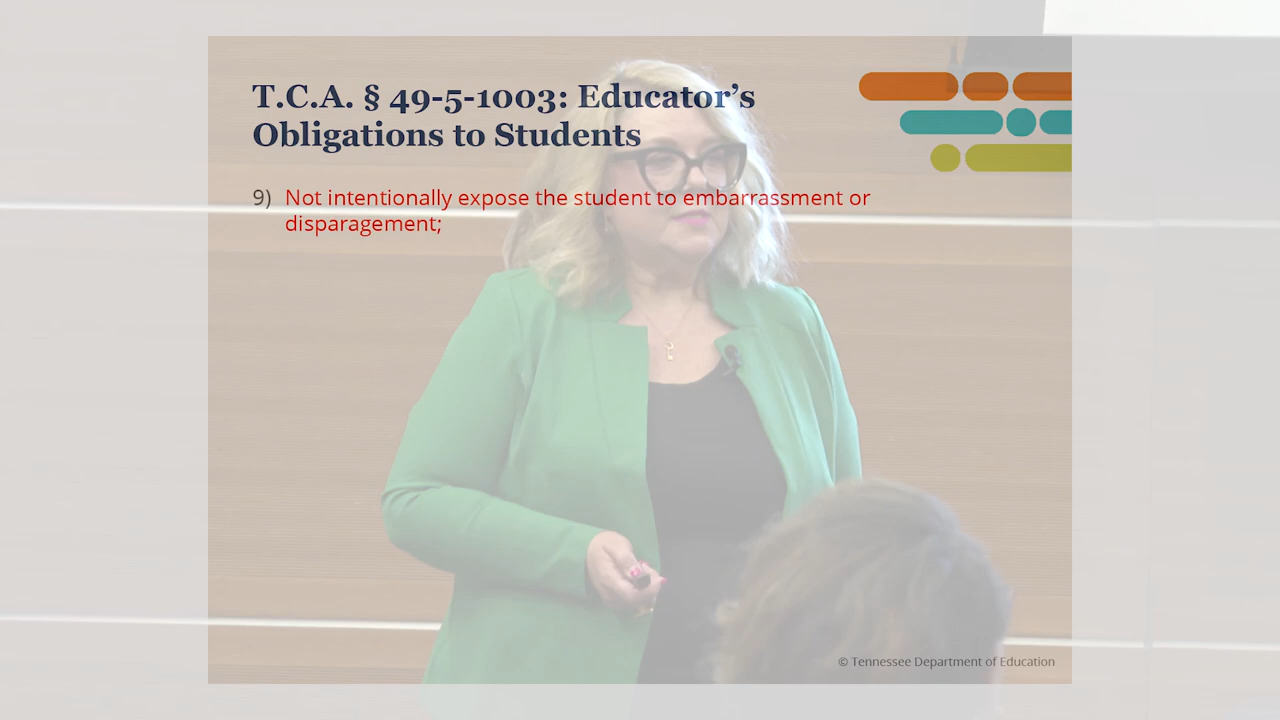 T.C.A. § 49-5-1003: Educator’s
Obligations to Students
9) Not intentionally expose the student to embarrassment or
disparagement;
© Tennessee Department of Education